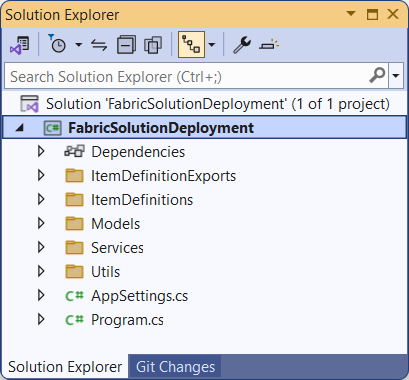 Solution Explorer
Search Solution Explorer (Ctrl+;)
Solution 'FabricSolutionDeployment' (1 of 1 project)
C# FabricSolutionDeployment
Dependencies
ItemDefinitionExports
ItemDefinitions
Models
Services
Utils
C# AppSettings.cs
C# Program.cs
Solution Explorer Git Changes